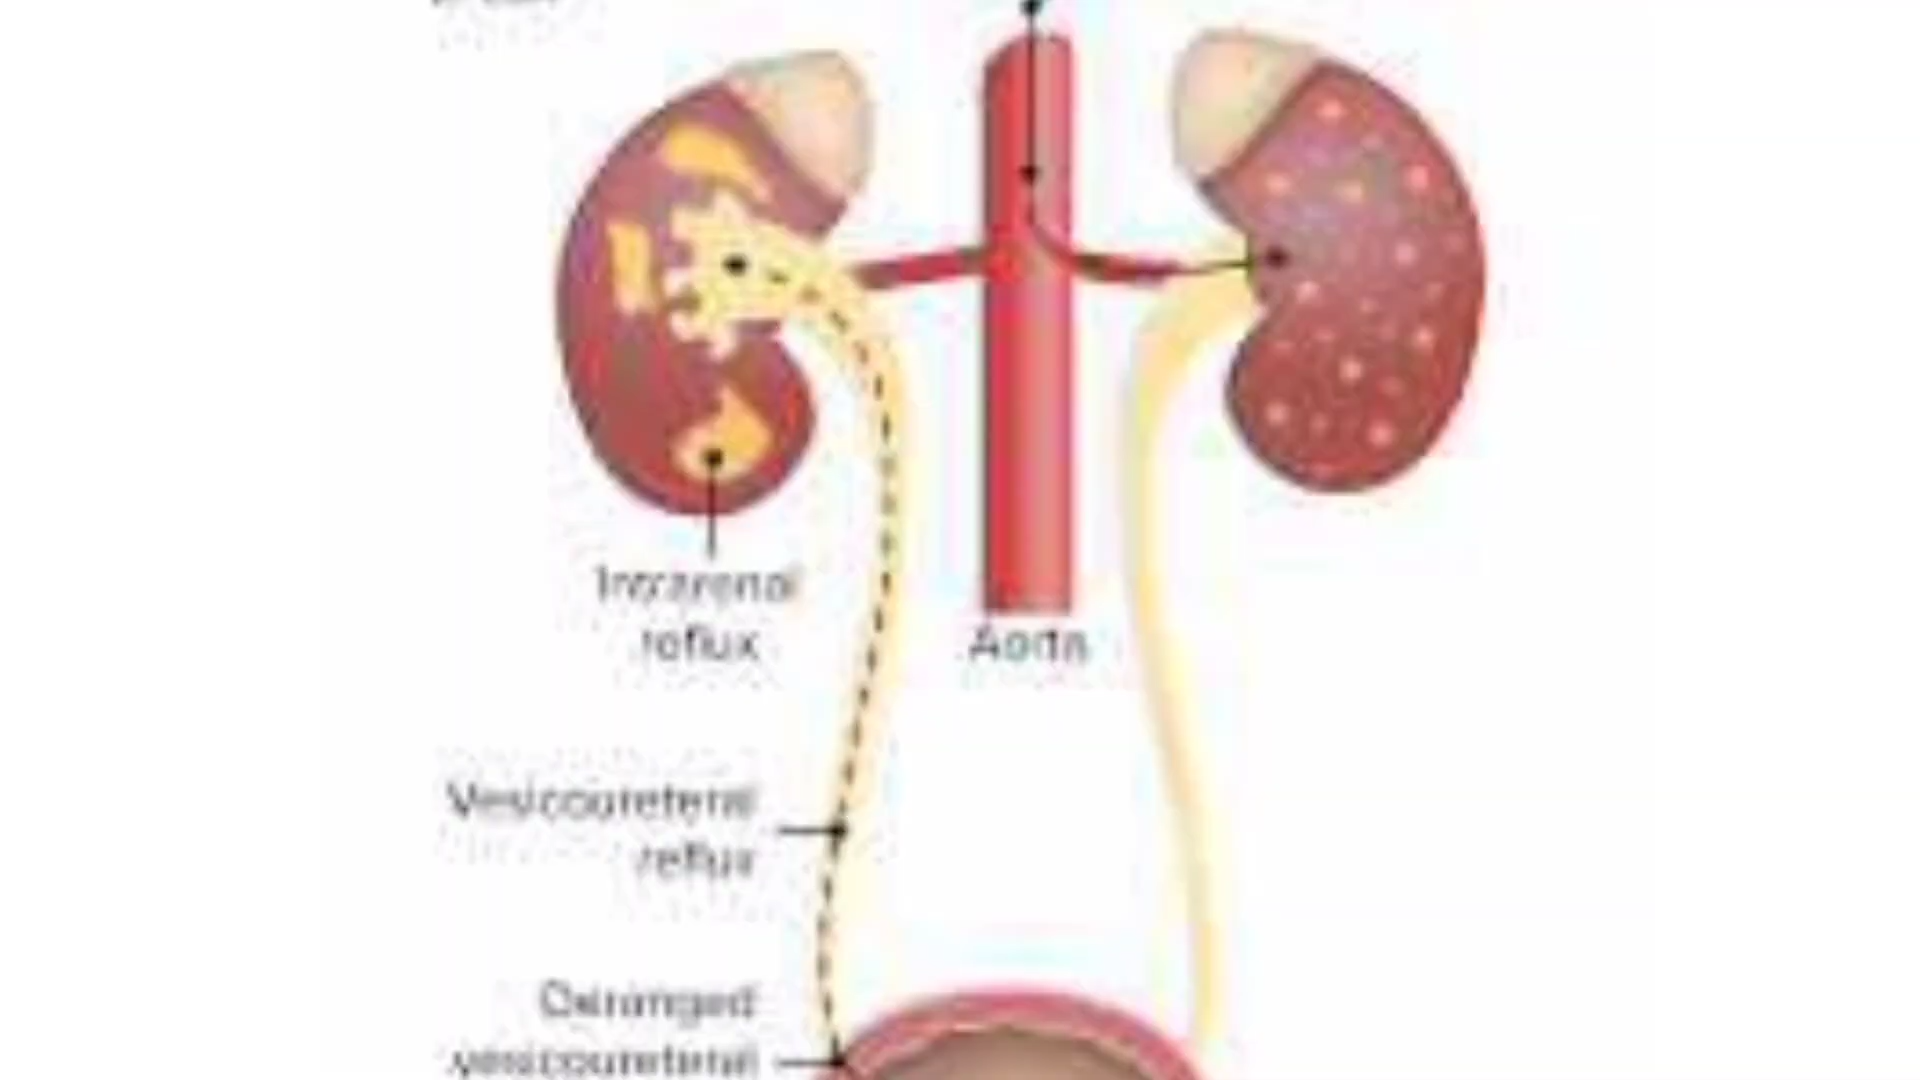 Intrarenal
reflux
Aorta
Vesicoureteral
reflux
Deranged
vesicoureteral